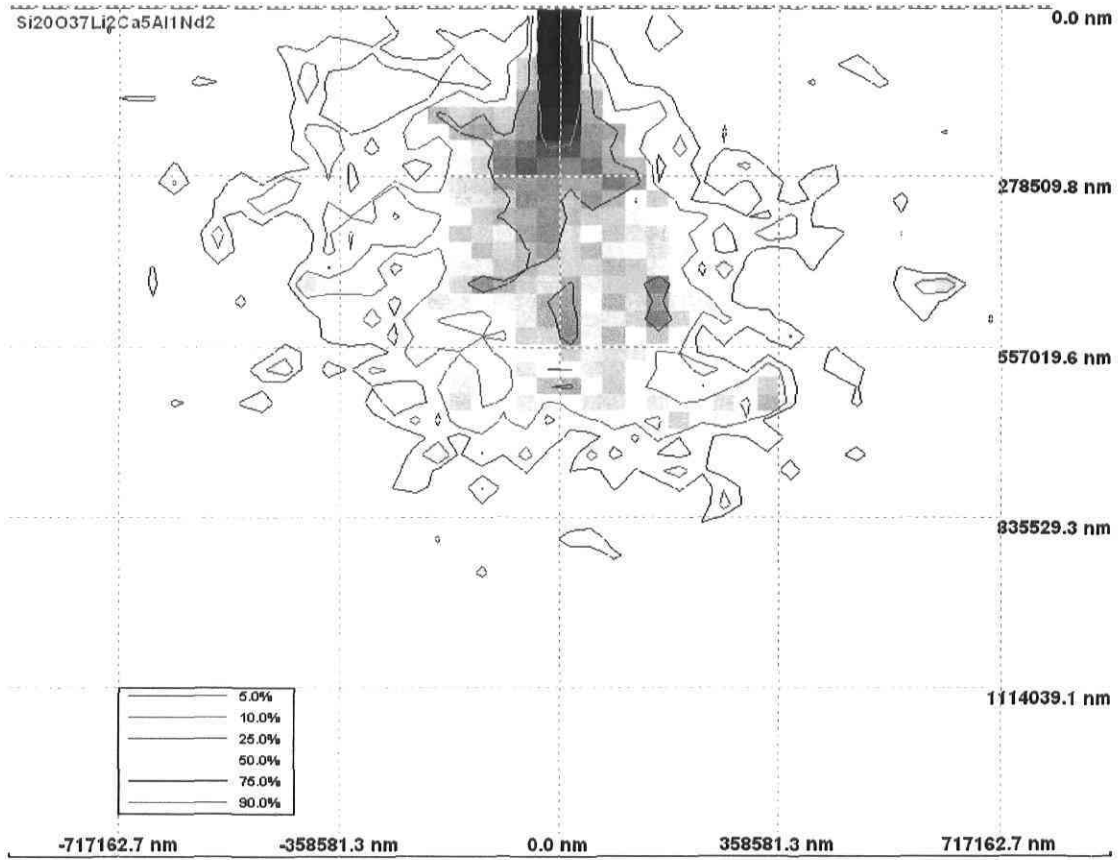 Si20O37Li2Ca5Al1Nd2
0.0 nm
278509.8 nm
557019.6 nm
835529.3 nm
1114039.1 nm
5.0%
10.0%
25.0%
50.0%
75.0%
90.0%
-717162.7 nm
-358581.3 nm
0.0 nm
358581.3 nm
717162.7 nm